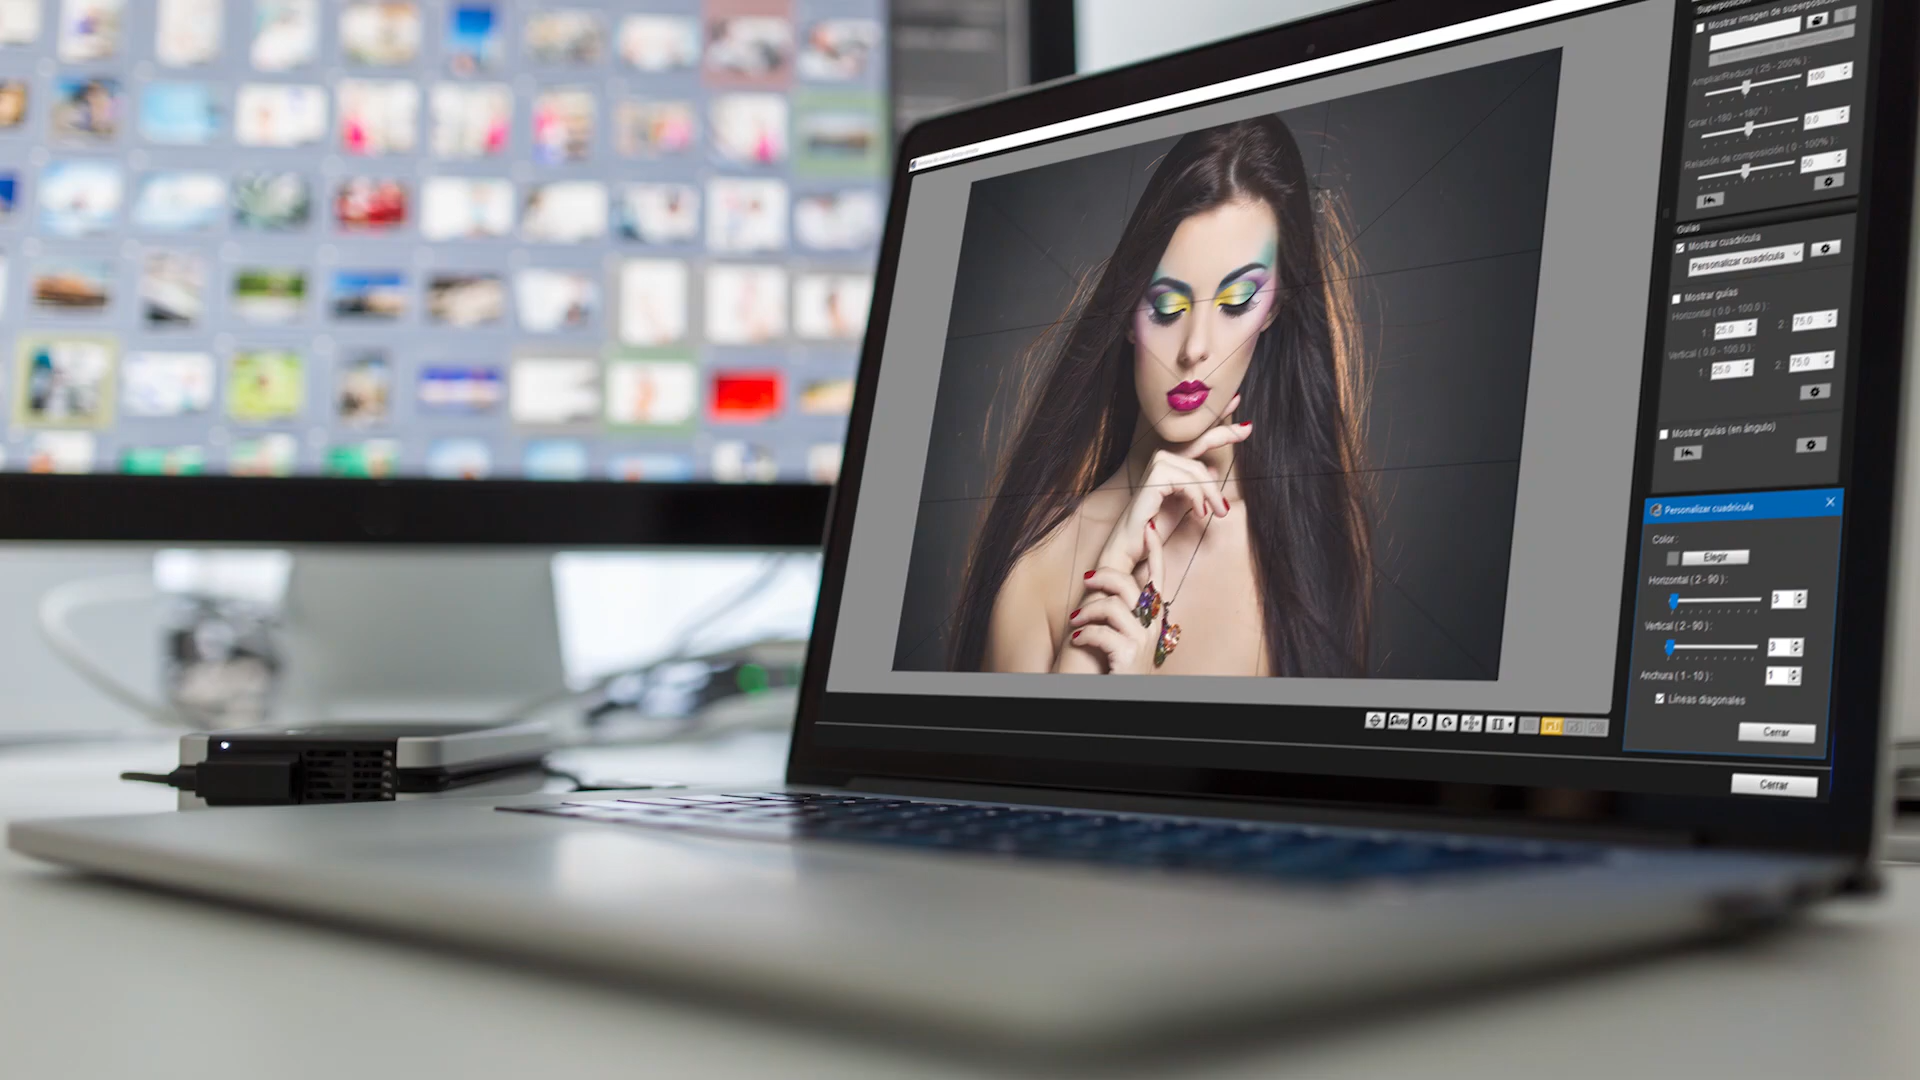 Superposición
Mostrar imagen de superposición
Ampliar/Reducir ( 25 - 200% ) :
100
Girar ( -180 - +180° ) :
0.0
Relación de composición ( 0 - 100% ) :
50
Guías
Mostrar cuadrícula
Personalizar cuadrícula
Mostrar guías
Horizontal ( 0.0 - 100.0 ) :
1: 25.0 2: 75.0
Vertical ( 0.0 - 100.0 ) :
1: 25.0 2: 75.0
Mostrar guías (en ángulo)
Personalizar cuadrícula
Color :
Elegir
Horizontal ( 2 - 90 ) :
3
Vertical ( 2 - 90 ) :
3
Anchura ( 1 - 10 ) : 1
Líneas diagonales
Cerrar
Cerrar